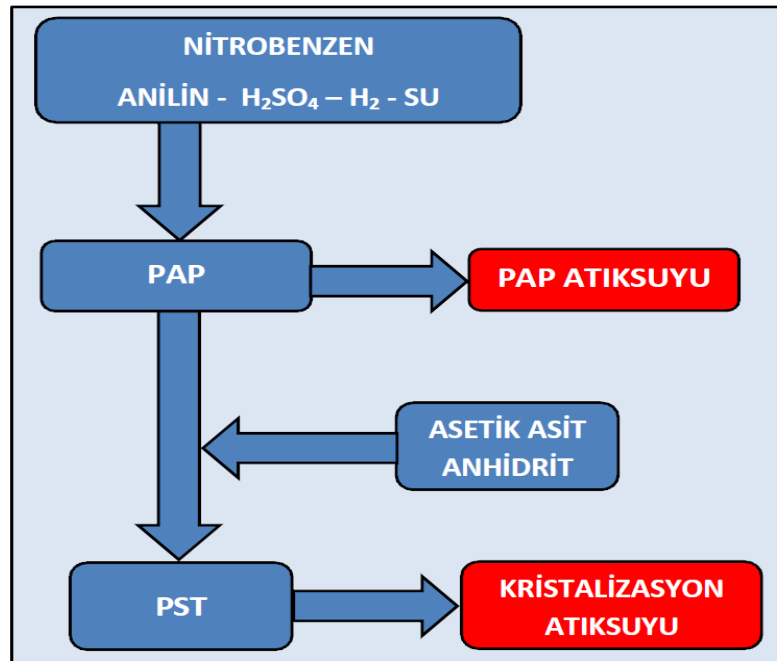 NİTROBENZEN
ANİLİN - H₂SO₄ – H₂ - SU
PAP
PAP ATIKSUYU
ASETİK ASİT
ANHİDRİT
PST
KRİSTALİZASYON
ATIKSUYU